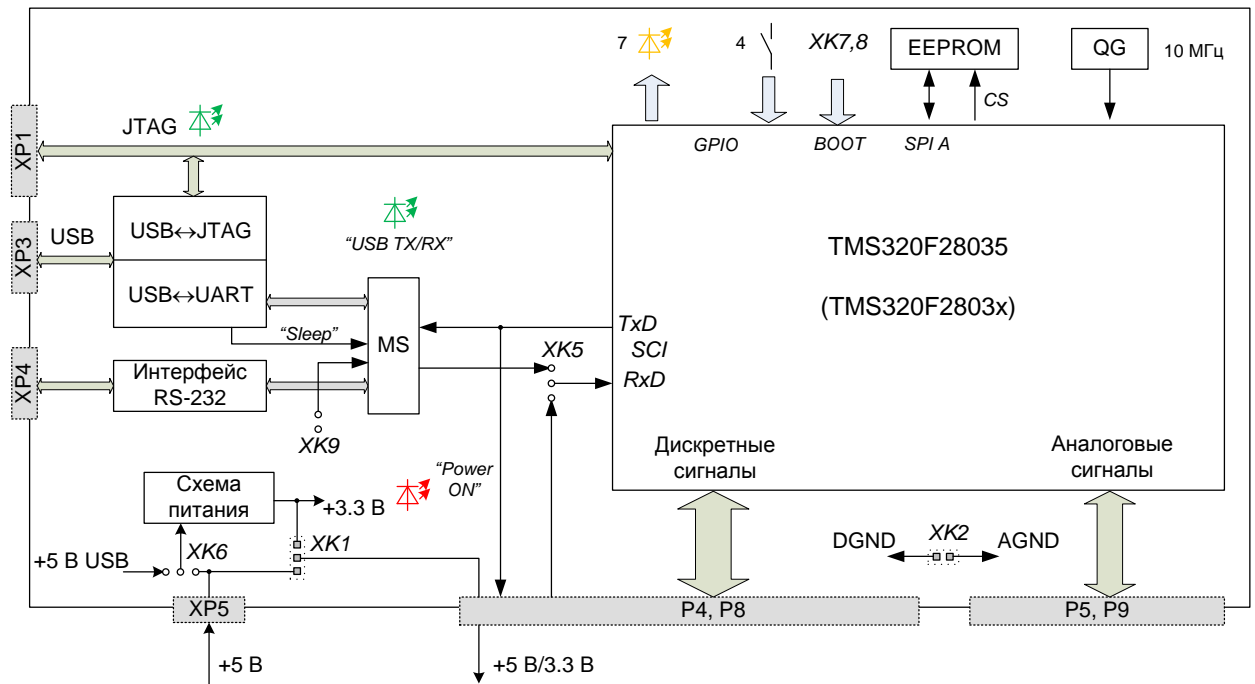 7
4
XK7,8
EEPROM
QG
10 МГц
CS
JTAG
GPIO
BOOT
SPI A
XP1
USB↔JTAG
USB
XP3
“USB TX/RX”
USB↔UART
TMS320F28035
(TMS320F2803x)
“Sleep”
MS
TxD
SCI
RxD
XK5
XP4
Интерфейс
RS-232
XK9
Дискретные
сигналы
Аналоговые
сигналы
“Power
ON”
Схема
питания
+3.3 В
XK1
XK6
+5 В USB
DGND
XK2
AGND
XP5
P4, P8
P5, P9
+5 В
+5 В/3.3 В